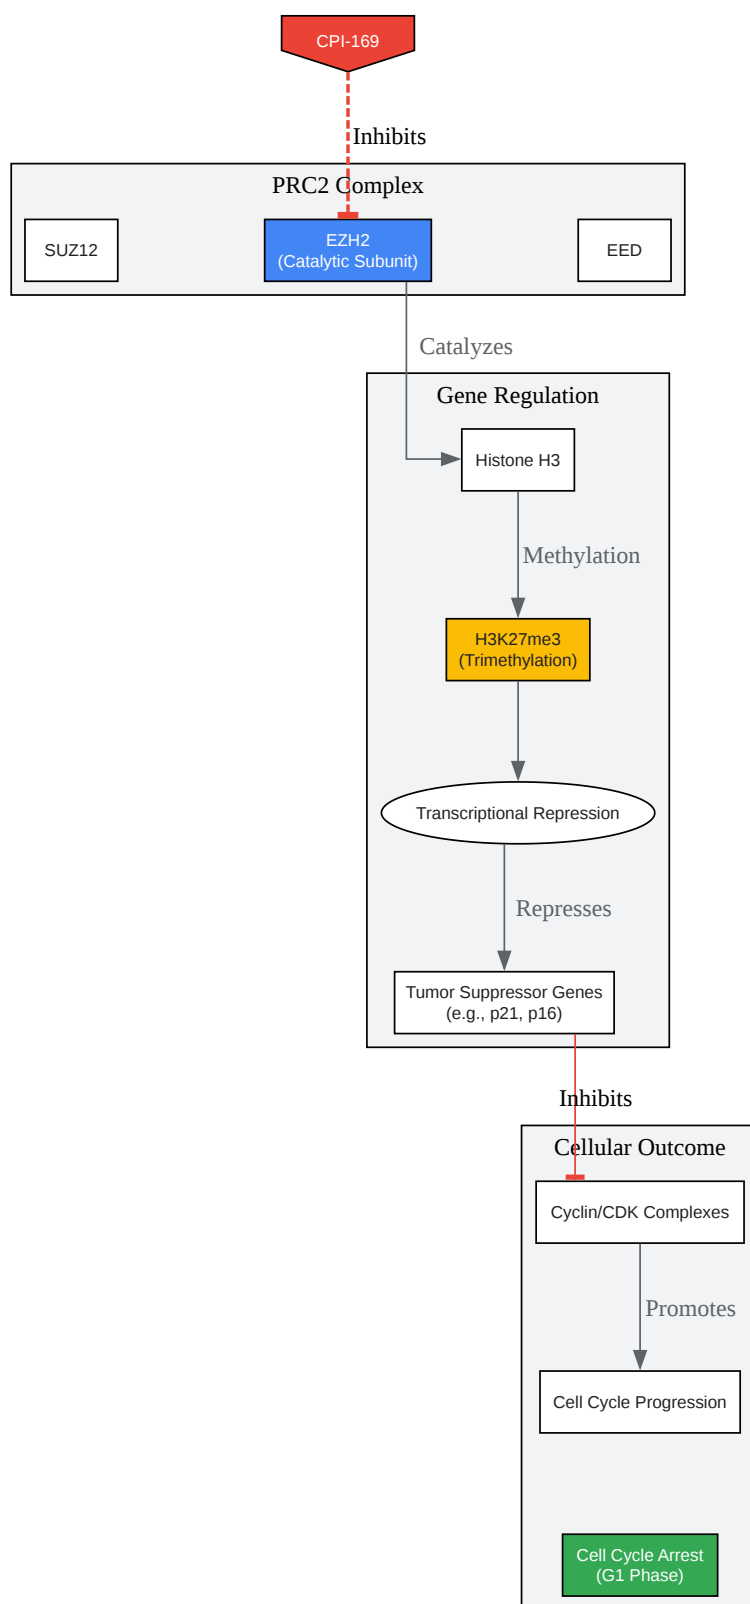 CPI-169
Inhibits
PRC2 Complex
SUZ12
EZH2
(Catalytic Subunit)
EED
Catalyzes
Gene Regulation
Histone H3
Methylation
H3K27me3
(Trimethylation)
Transcriptional Repression
Represses
Tumor Suppressor Genes
(e.g., p21, p16)
Inhibits
Cellular Outcome
Cyclin/CDK Complexes
Promotes
Cell Cycle Progression
Cell Cycle Arrest
(G1 Phase)